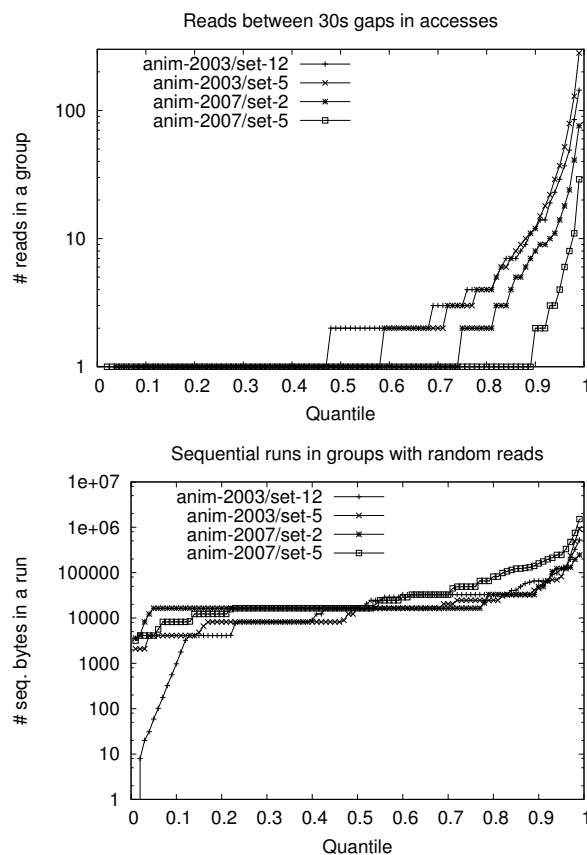 Reads between 30s gaps in accesses
anim-2003/set-12
anim-2003/set-5
anim-2007/set-2
anim-2007/set-5
# reads in a group
100
10
1
0 0.1 0.2 0.3 0.4 0.5 0.6 0.7 0.8 0.9 1
Quantile
Sequential runs in groups with random reads
anim-2003/set-12
anim-2003/set-5
anim-2007/set-2
anim-2007/set-5
# seq. bytes in a run
1e+07
1e+06
100000
10000
1000
100
10
1
0 0.1 0.2 0.3 0.4 0.5 0.6 0.7 0.8 0.9 1
Quantile